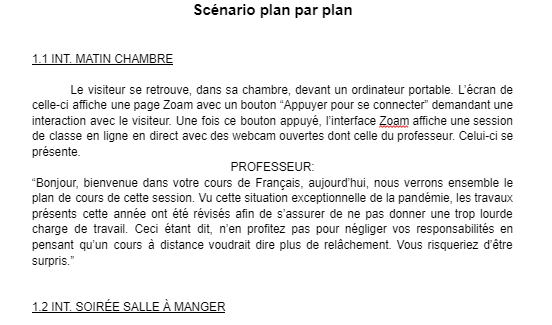 Scénario plan par plan
1.1 INT. MATIN CHAMBRE
Le visiteur se retrouve, dans sa chambre, devant un ordinateur portable. L'écran de
celle-ci affiche une page Zoam avec un bouton “Appuyer pour se connecter” demandant une
interaction avec le visiteur. Une fois ce bouton appuyé, l'interface Zoam affiche une session
de classe en ligne en direct avec des webcam ouvertes dont celle du professeur. Celui-ci se
présente.
PROFESSEUR:
“Bonjour, bienvenue dans votre cours de Français, aujourd'hui, nous verrons ensemble le
plan de cours de cette session. Vu cette situation exceptionnelle de la pandémie, les travaux
présents cette année ont été révisés afin de s'assurer de ne pas donner une trop lourde
charge de travail. Ceci étant dit, n'en profitez pas pour négliger vos responsabilités en
pensant qu'un cours à distance voudrait dire plus de relâchement. Vous risqueriez d'être
surpris.”
1.2 INT. SOIRÉE SALLE À MANGER